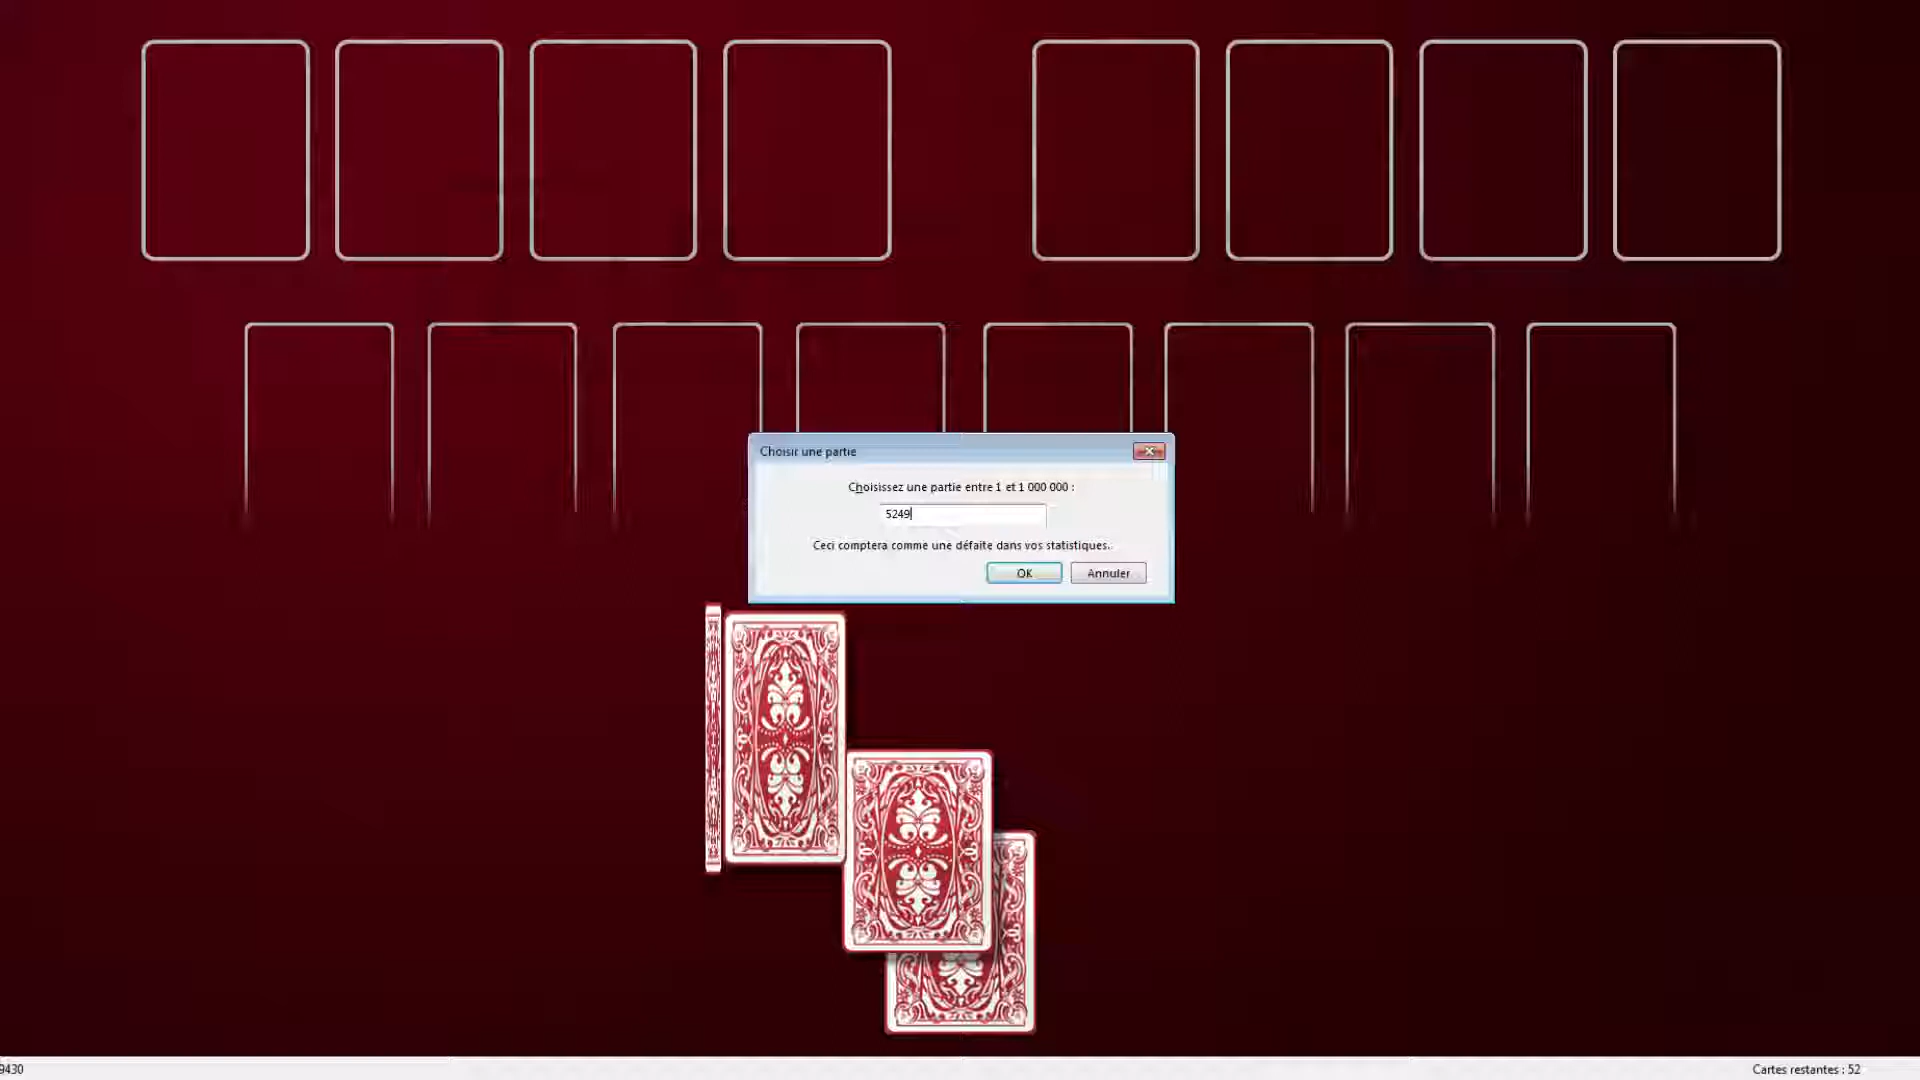 Choisir une partie
Choisissez une partie entre 1 et 1 000 000 :
5249
Ceci comptera comme une défaite dans vos statistiques.
OK
Annuler
9430
Cartes restantes : 52